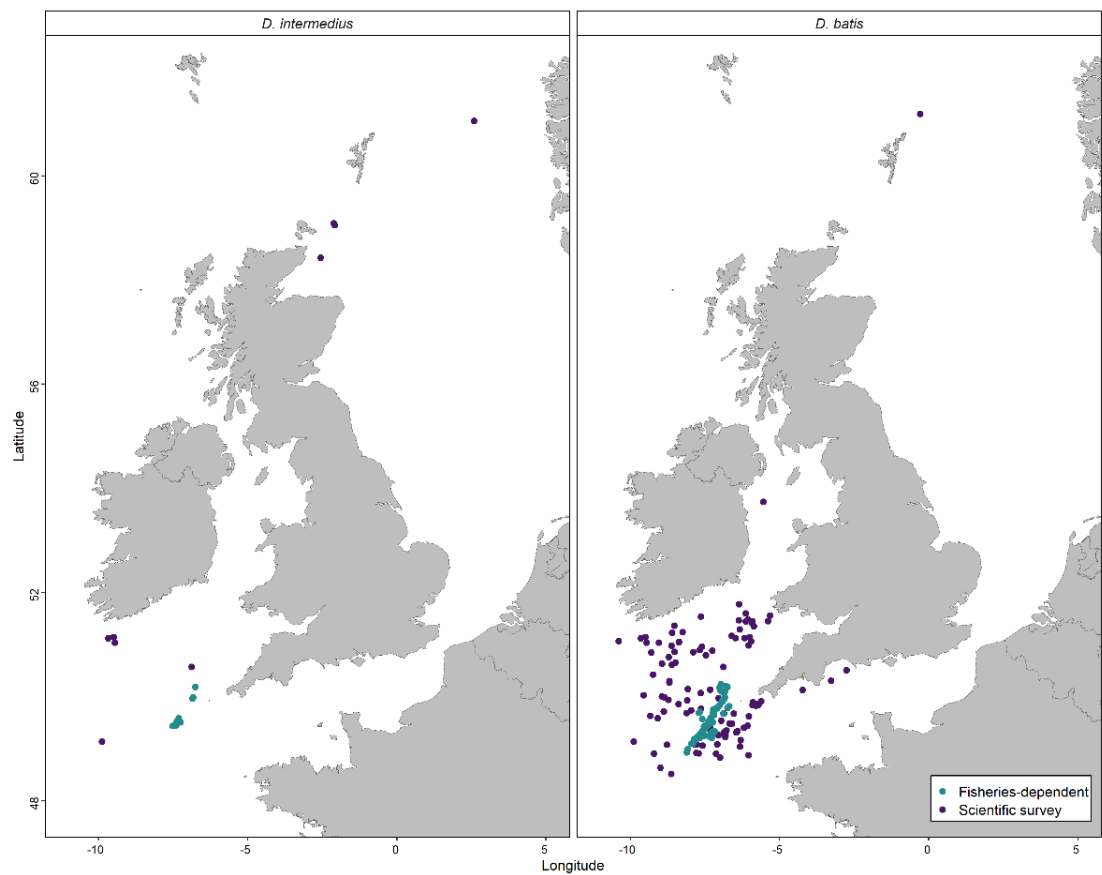 D. intermedius
D. batis
60
56
52
48
Latitude
-10
-5
0
5
-10
-5
0
5
Longitude
Fisheries-dependent
Scientific survey